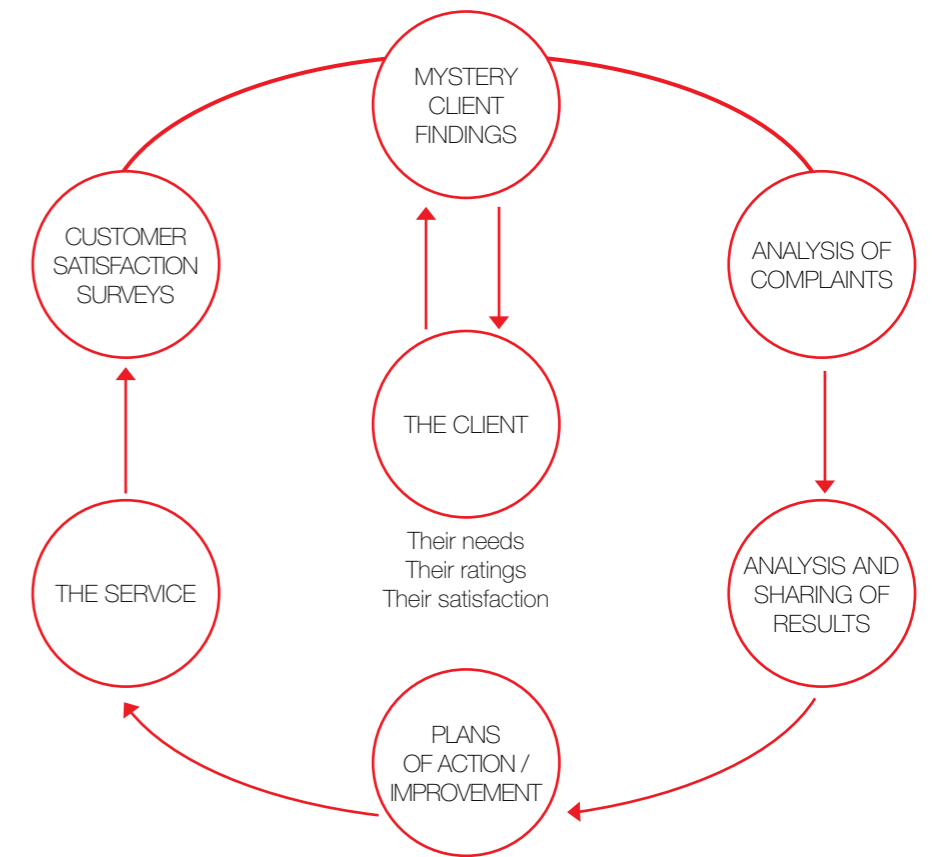 MYSTERY
CLIENT
FINDINGS
CUSTOMER
SATISFACTION
SURVEYS
ANALYSIS OF
COMPLAINTS
THE CLIENT
Their needs
Their ratings
Their satisfaction
THE SERVICE
ANALYSIS AND
SHARING OF
RESULTS
PLANS
OF ACTION /
IMPROVEMENT